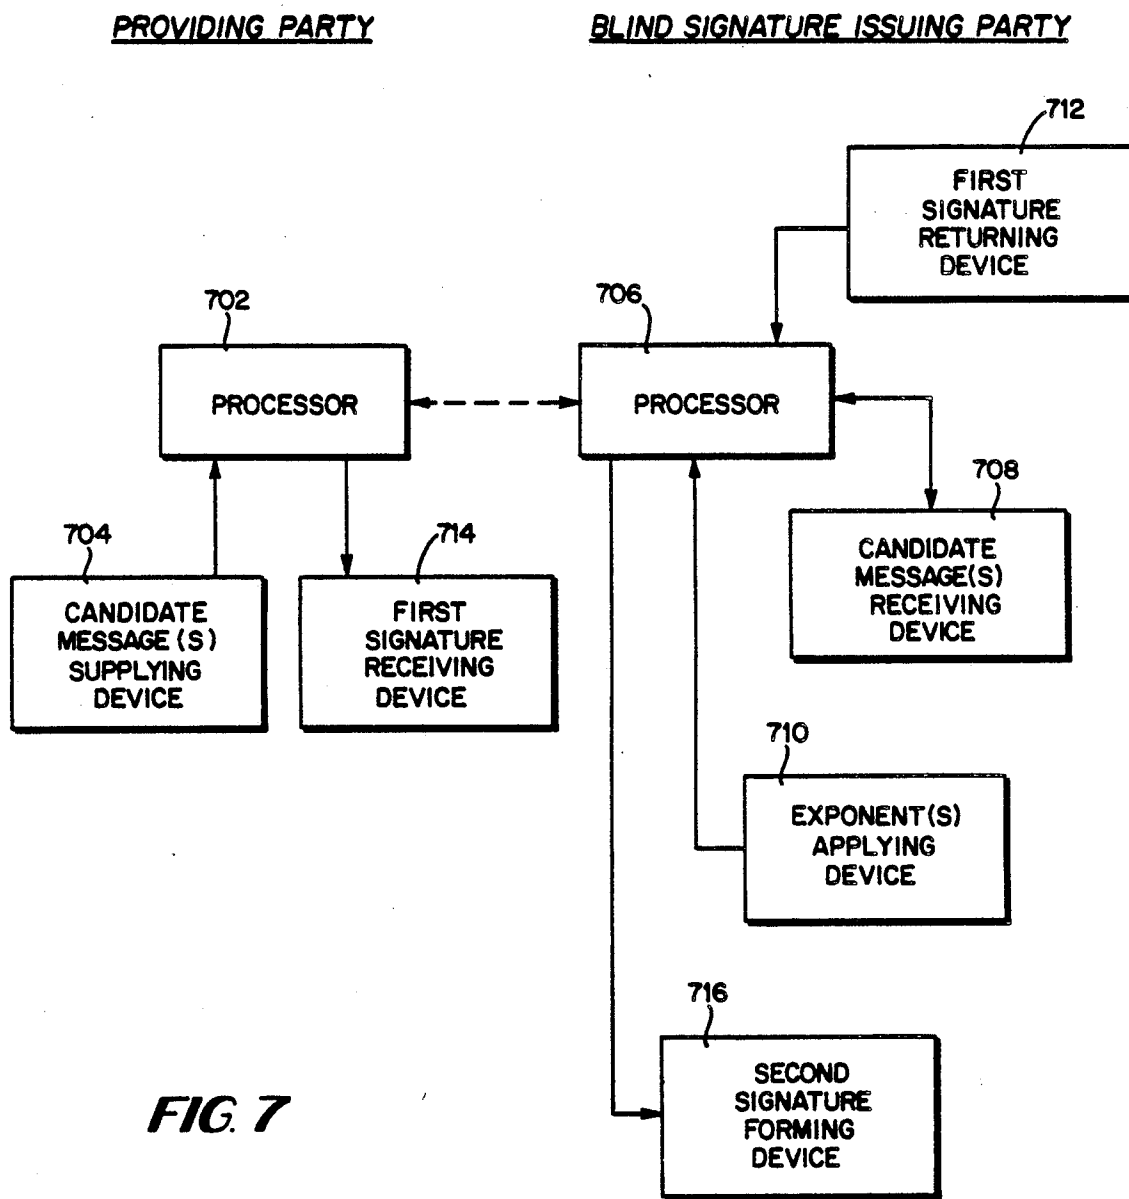 PROVIDING PARTY
BLIND SIGNATURE ISSUING PARTY
712
FIRST
SIGNATURE
RETURNING
DEVICE
702
PROCESSOR
706
PROCESSOR
704
CANDIDATE
MESSAGE(S)
SUPPLYING
DEVICE
714
FIRST
SIGNATURE
RECEIVING
DEVICE
708
CANDIDATE
MESSAGE(S)
RECEIVING
DEVICE
710
EXPONENT(S)
APPLYING
DEVICE
716
SECOND
SIGNATURE
FORMING
DEVICE
FIG. 7